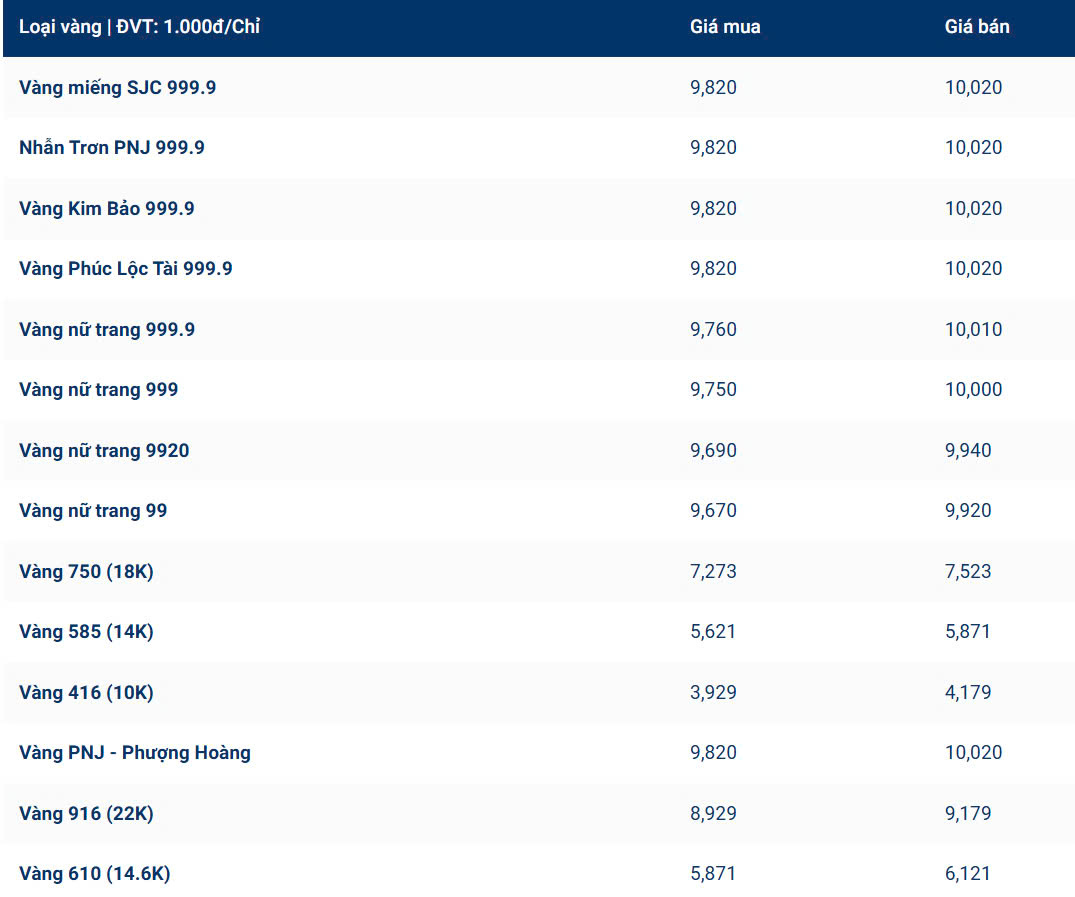 Loại vàng | ĐVT: 1.000đ/Chỉ Giá mua Giá bán
Vàng miếng SJC 999.9 9,820 10,020
Nhẫn Trơn PNJ 999.9 9,820 10,020
Vàng Kim Bảo 999.9 9,820 10,020
Vàng Phúc Lộc Tài 999.9 9,820 10,020
Vàng nữ trang 999.9 9,760 10,010
Vàng nữ trang 999 9,750 10,000
Vàng nữ trang 9920 9,690 9,940
Vàng nữ trang 99 9,670 9,920
Vàng 750 (18K) 7,273 7,523
Vàng 585 (14K) 5,621 5,871
Vàng 416 (10K) 3,929 4,179
Vàng PNJ - Phượng Hoàng 9,820 10,020
Vàng 916 (22K) 8,929 9,179
Vàng 610 (14.6K) 5,871 6,121